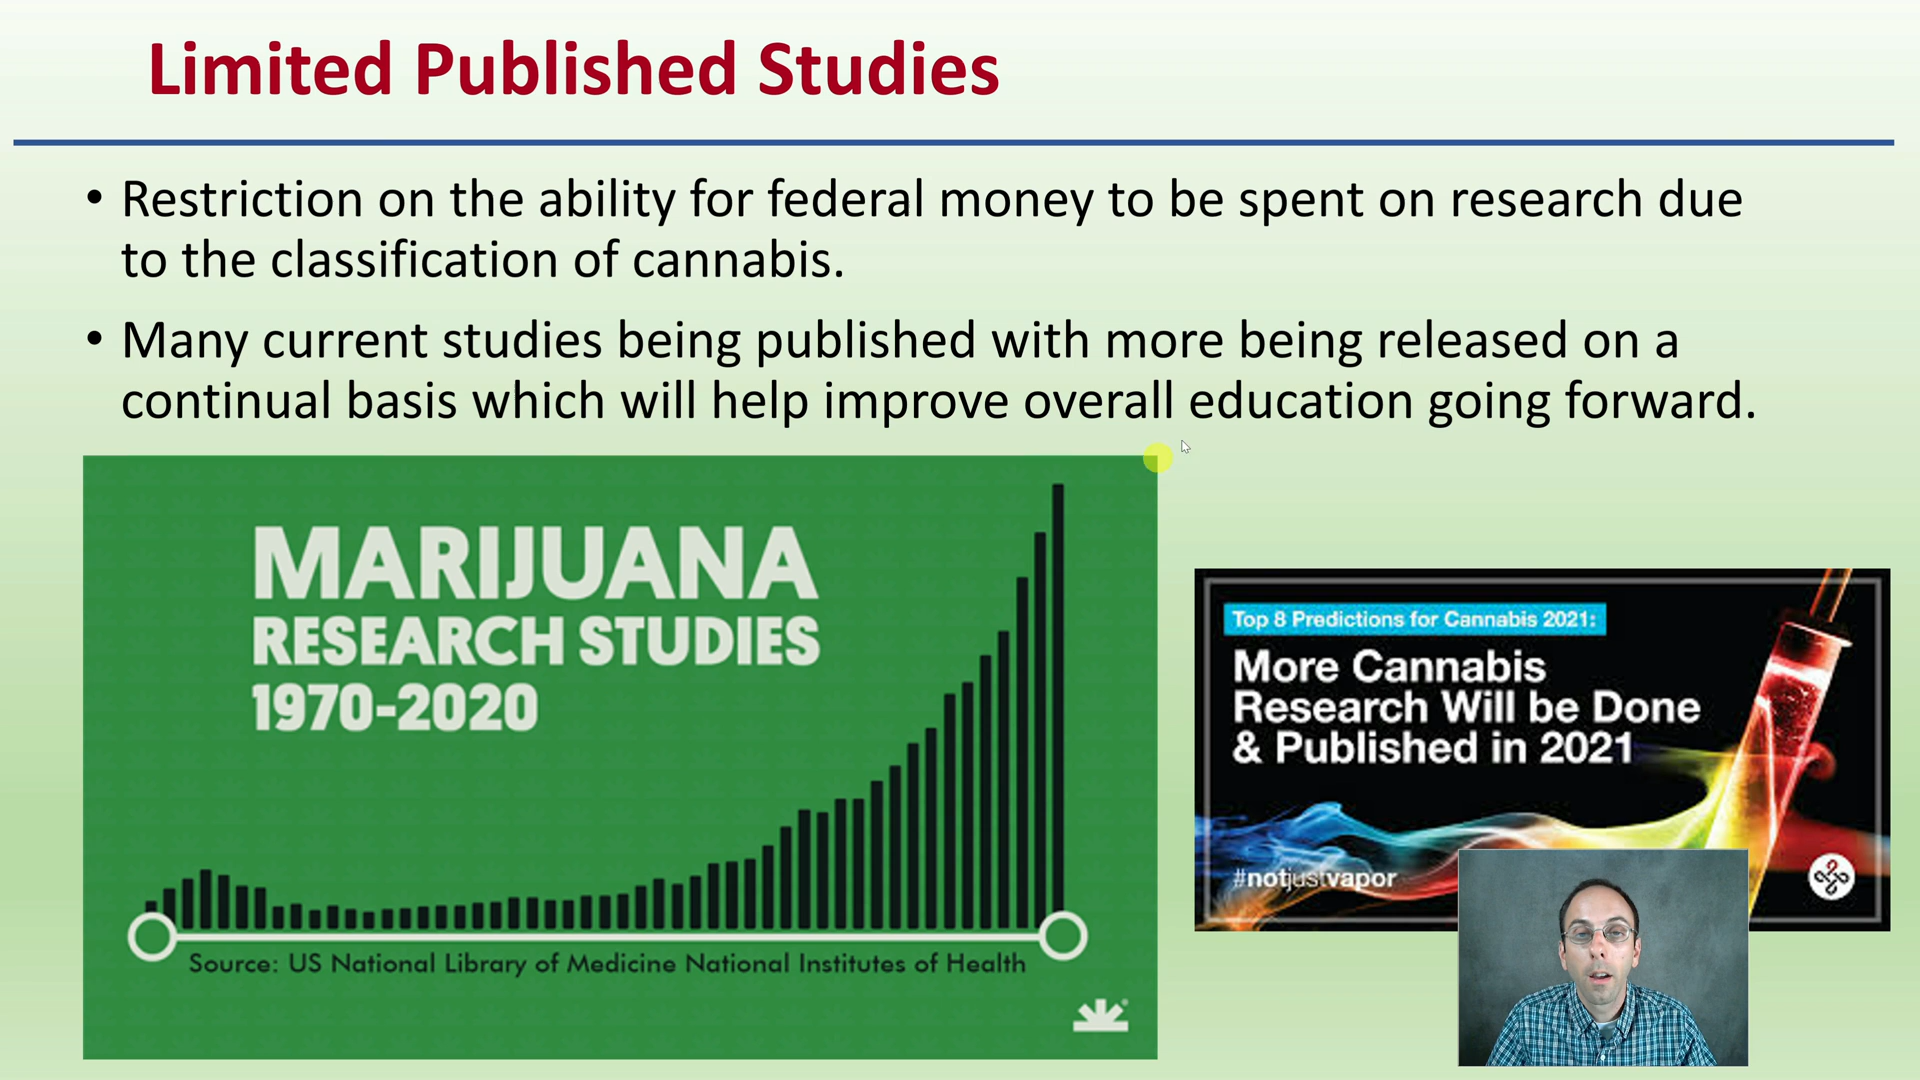 Limited Published Studies
• Restriction on the ability for federal money to be spent on research due
to the classification of cannabis.
• Many current studies being published with more being released on a
continual basis which will help improve overall education going forward.
MARIJUANA
RESEARCH STUDIES
1970-2020
Source: US National Library of Medicine National Institutes of Health
Top 8 Predictions for Cannabis 2021:
More Cannabis
Research Will be Done
& Published in 2021
#notjustvapor